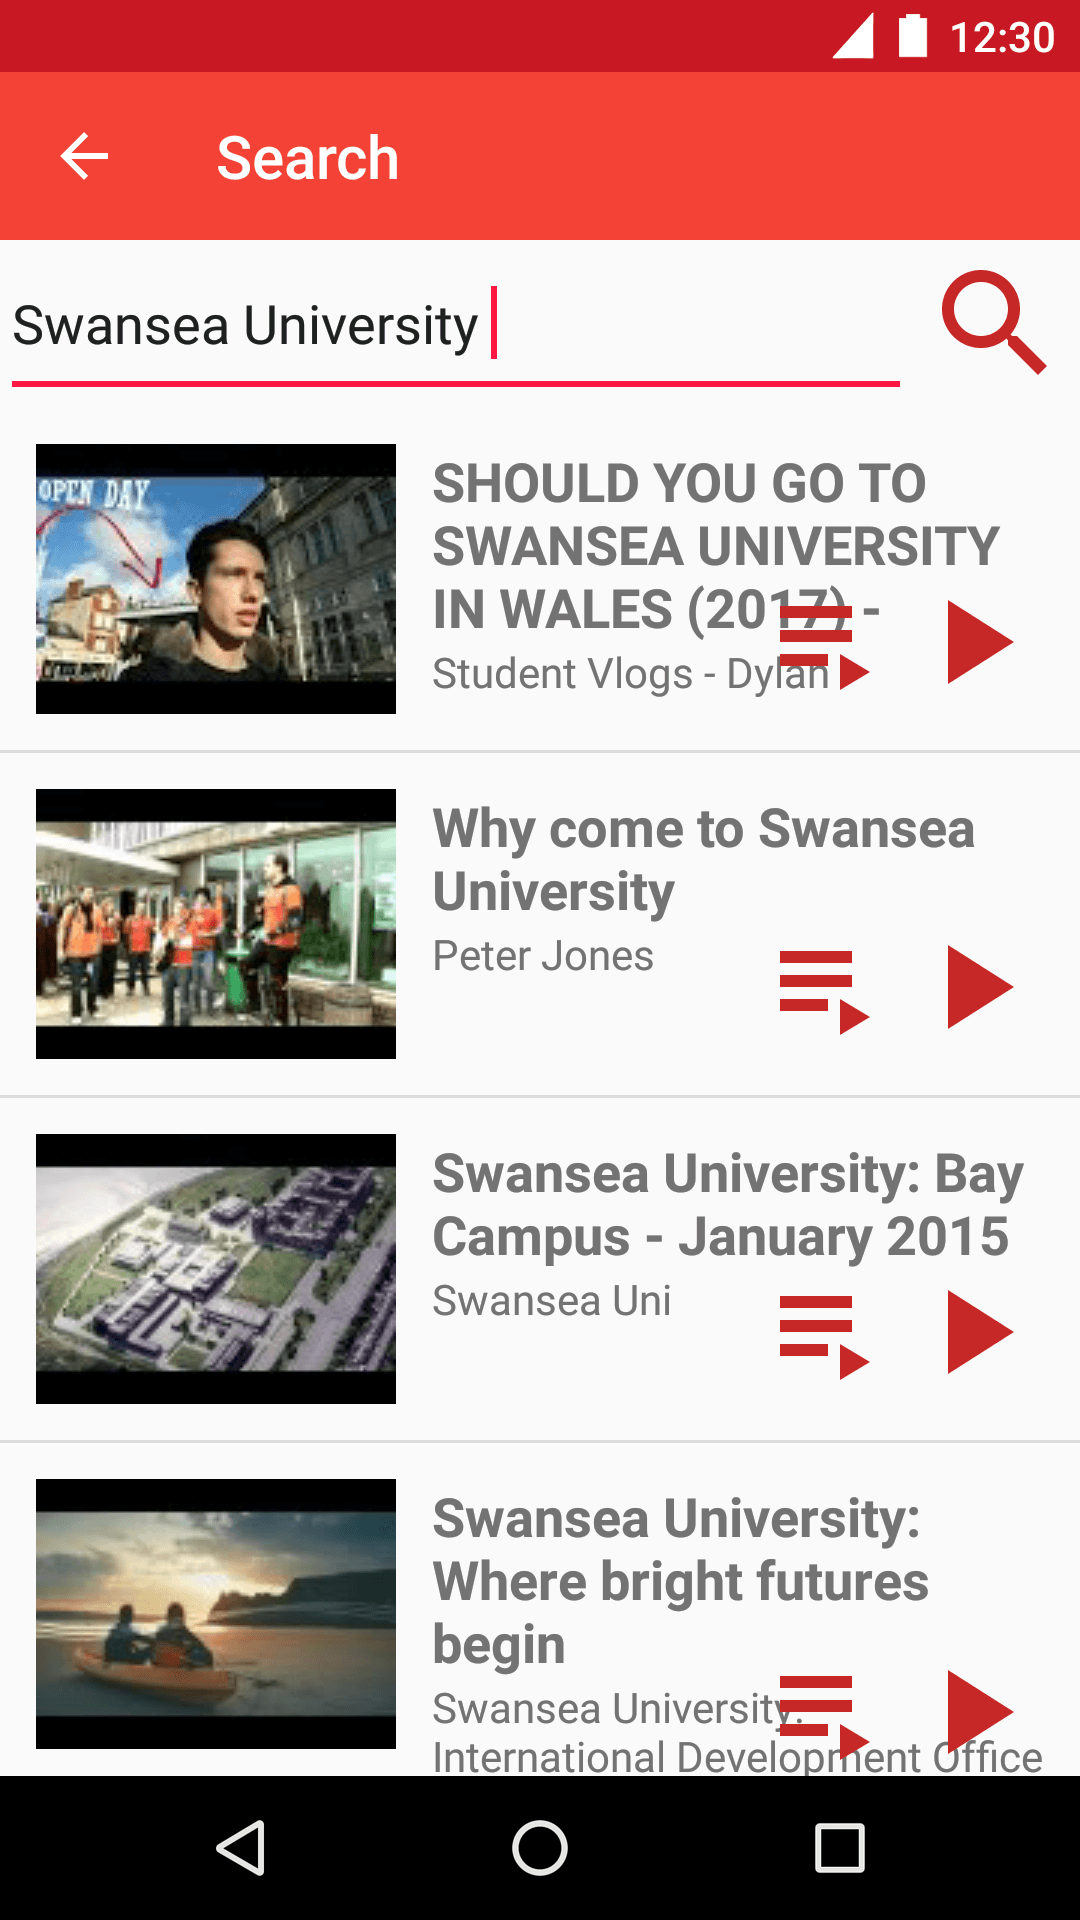 12:30
Search
Swansea University
OPEN DAY
SHOULD YOU GO TO
SWANSEA UNIVERSITY
IN WALES (2017) -
Student Vlogs - Dylan
Why come to Swansea
University
Peter Jones
Swansea University: Bay
Campus - January 2015
Swansea Uni
Swansea University:
Where bright futures
begin
Swansea University:
International Development Office